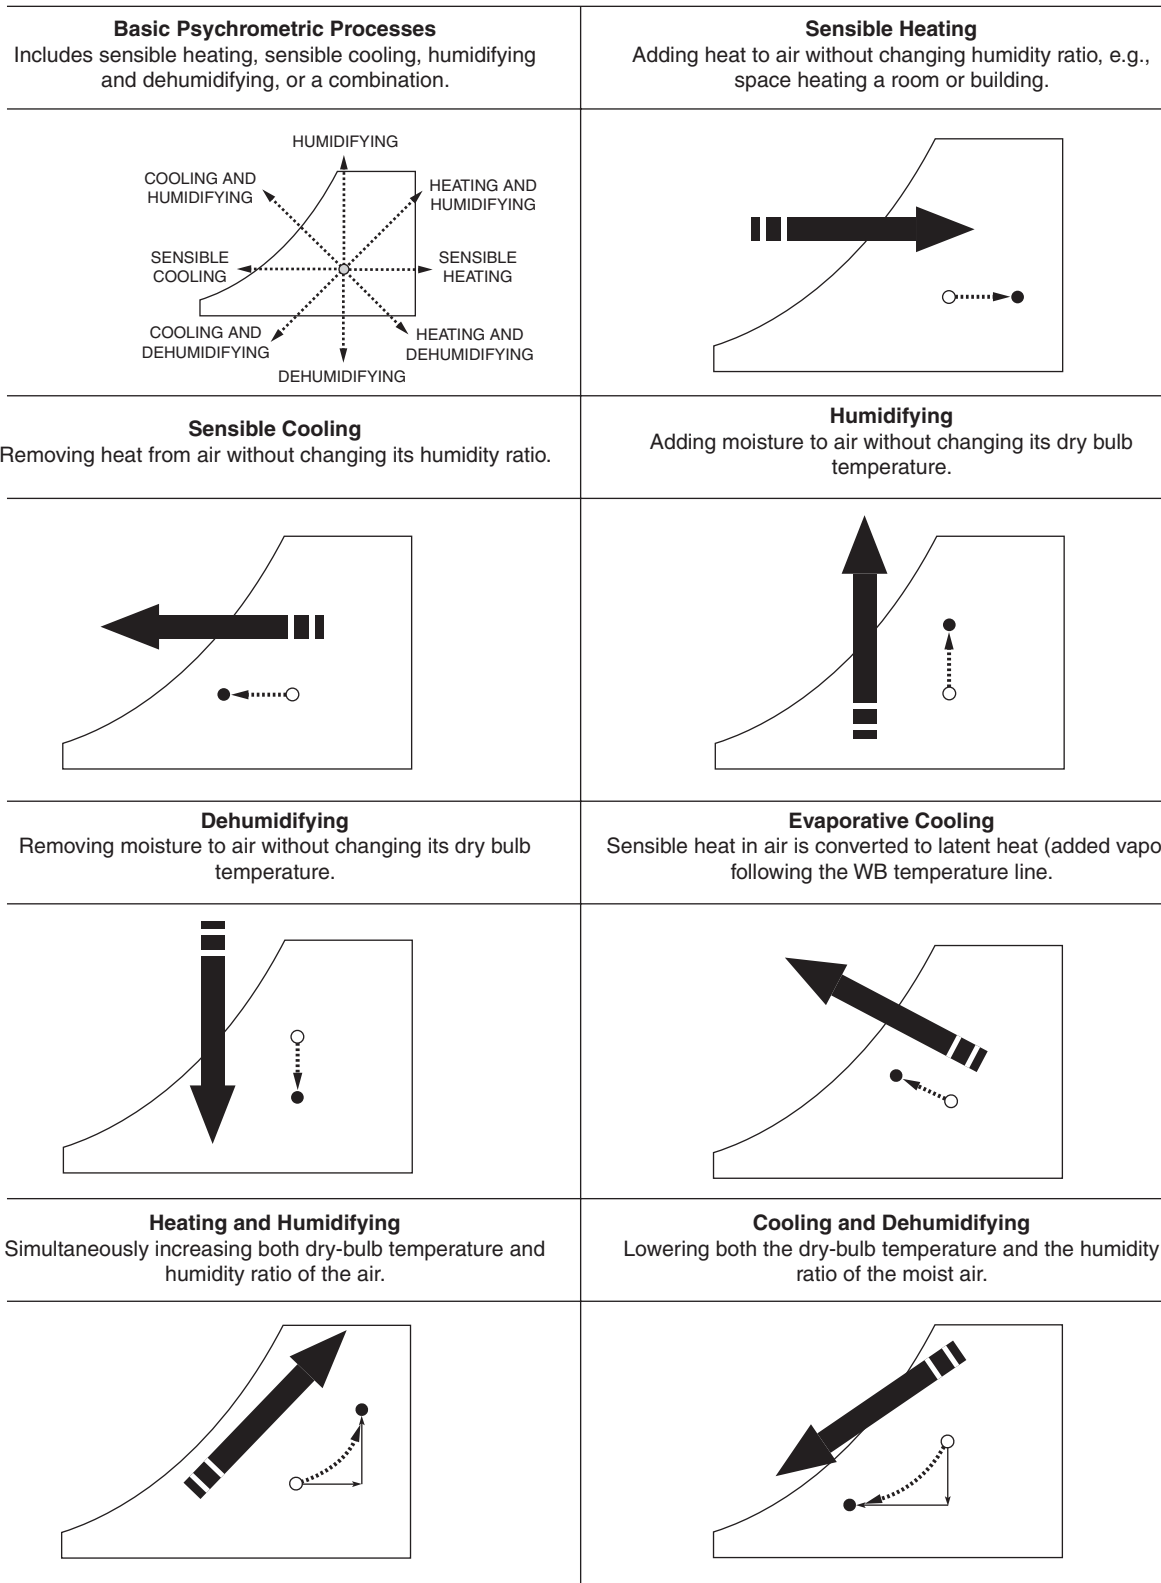 Basic Psychrometric Processes
Includes sensible heating, sensible cooling, humidifying
and dehumidifying, or a combination.
Sensible Heating
Adding heat to air without changing humidity ratio, e.g.,
space heating a room or building.
HUMIDIFYING
COOLING AND
HUMIDIFYING
HEATING AND
HUMIDIFYING
SENSIBLE
COOLING
SENSIBLE
HEATING
COOLING AND
DEHUMIDIFYING
HEATING AND
DEHUMIDIFYING
DEHUMIDIFYING
Sensible Cooling
Removing heat from air without changing its humidity ratio.
Humidifying
Adding moisture to air without changing its dry bulb
temperature.
Dehumidifying
Removing moisture to air without changing its dry bulb
temperature.
Evaporative Cooling
Sensible heat in air is converted to latent heat (added vapo
following the WB temperature line.
Heating and Humidifying
Simultaneously increasing both dry-bulb temperature and
humidity ratio of the air.
Cooling and Dehumidifying
Lowering both the dry-bulb temperature and the humidity
ratio of the moist air.